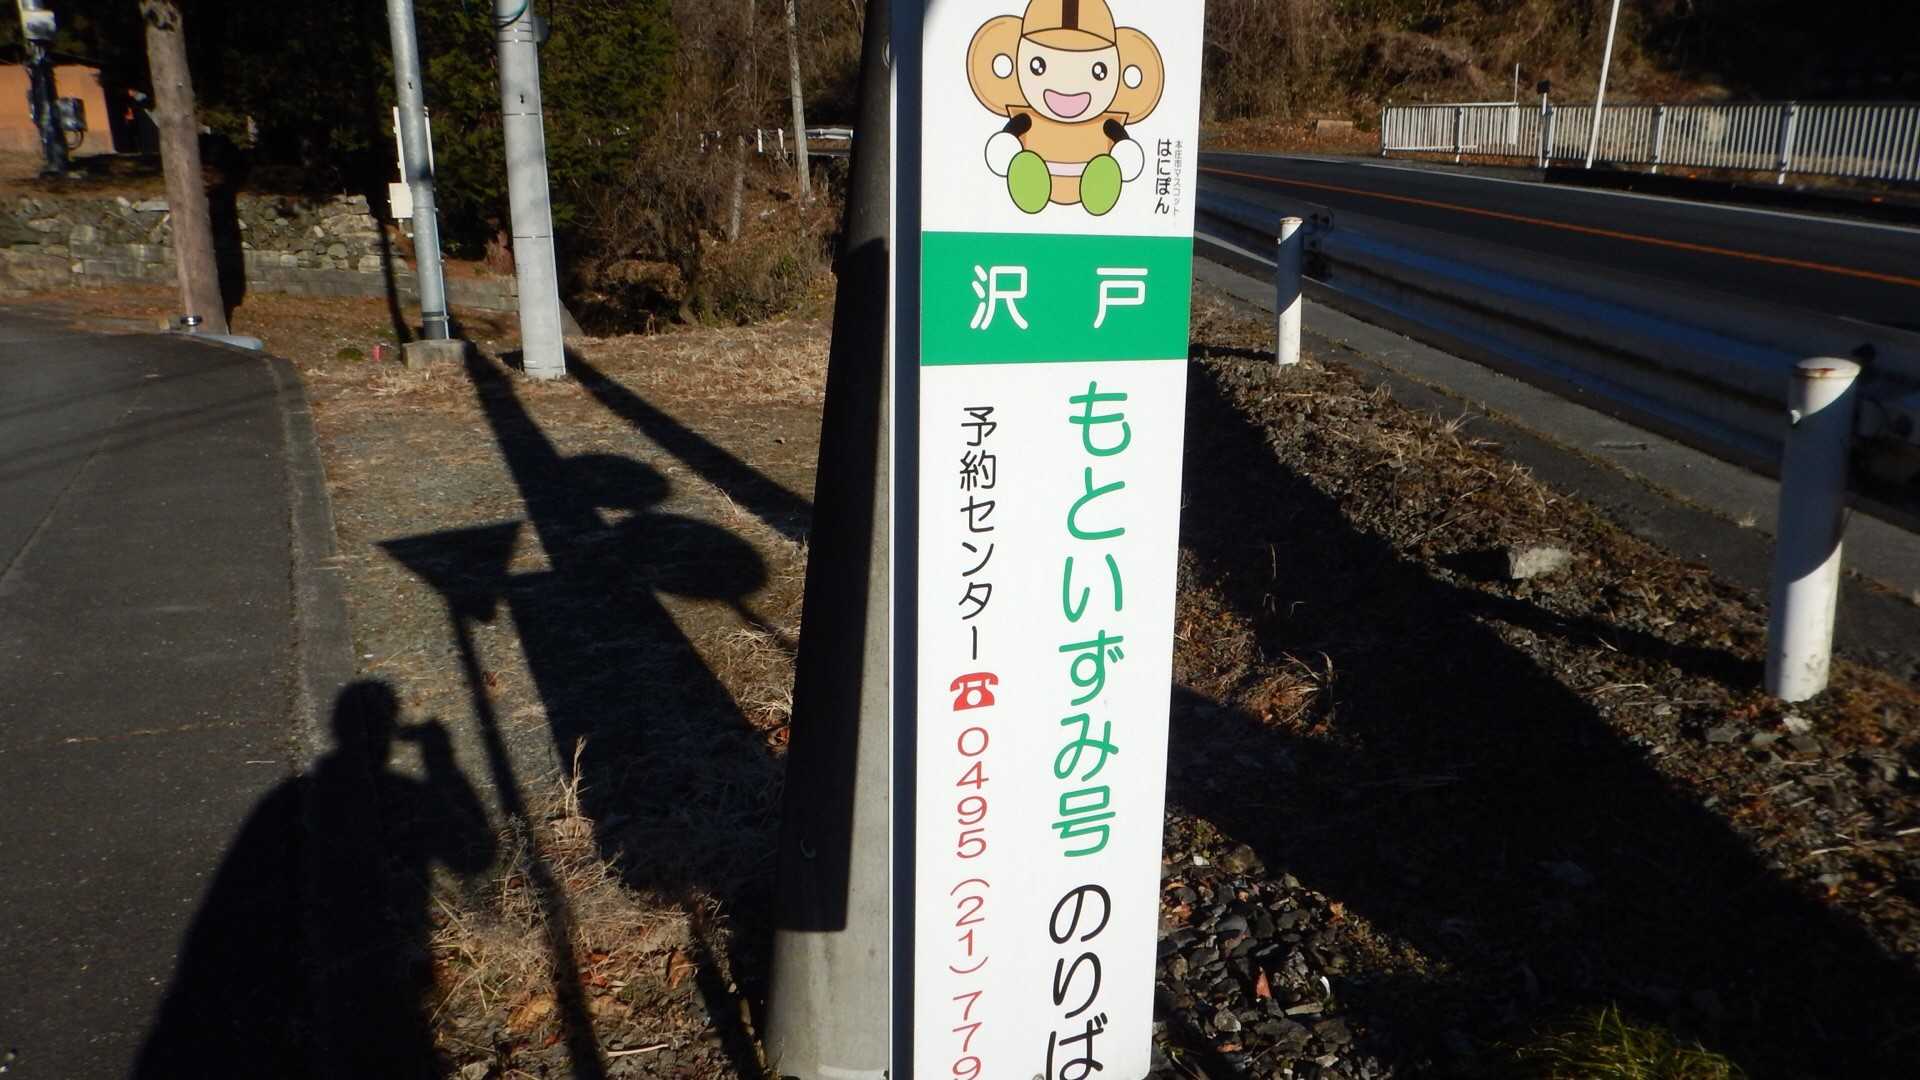 本庄市マスコット
はにぽん
沢戸
もといずみ号のりば
予約センター☎0495(21)779